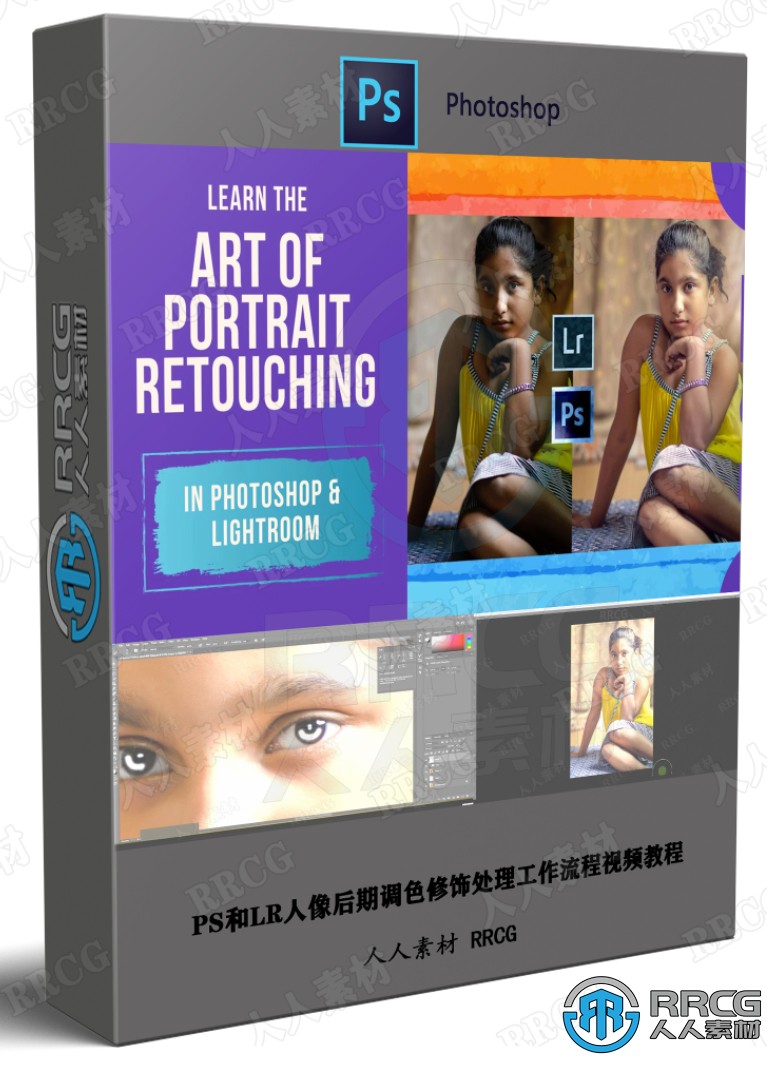 Ps Photoshop
LEARN THE
ART OF
PORTRAIT
RETOUCHING
IN PHOTOSHOP &
LIGHTROOM
Lr
Ps
RRCG
人人素材
PS和LR人像后期调色修饰处理工作流程视频教程
人人素材 RRCG
RRCG
人人素材